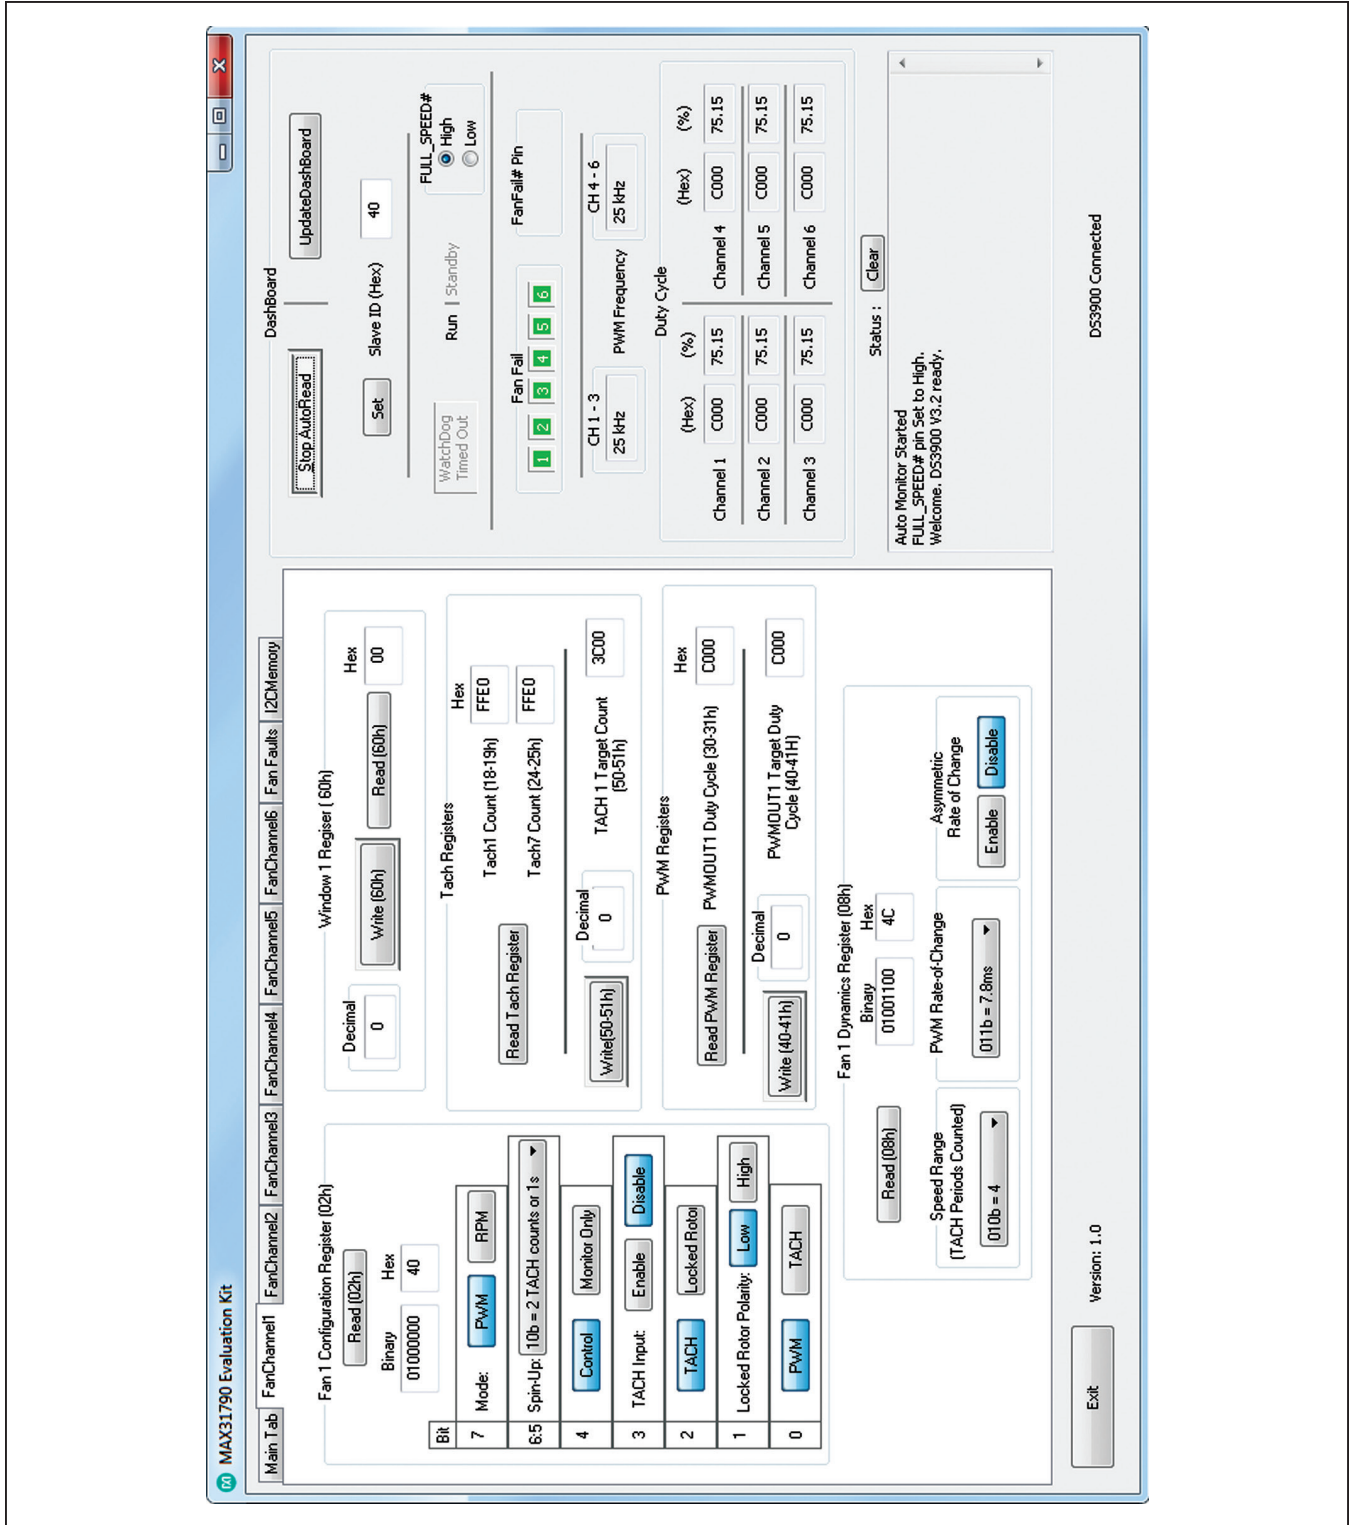 MAX31790 Evaluation Kit
Main Tab FanChannel1 FanChannel2 FanChannel3 FanChannel4 FanChannel5 FanChannel6 Fan Faults I2CMemory
Fan 1 Configuration Register (02h)
Read (02h)
Binary Hex
01000000 40
Bit
7 Mode: PWM RPM
6:5 Spin-Up: 10b = 2 TACH counts or 1s
4 Control Monitor Only
3 TACH Input: Enable Disable
2 TACH Locked Rotor
1 Locked Rotor Polarity: Low High
0 PWM TACH
Window 1 Regiser ( 60h)
Decimal Hex
0 Write (60h) Read (60h) 00
Tach Registers
Hex
Read Tach Register Tach1 Count (18-19h) FFE0
Tach7 Count (24-25h) FFE0
Decimal
Write(50-51h) 0 TACH 1 Target Count 3C00
(50-51h)
PWM Registers
Hex
Read PWM Register PWMOUT1 Duty Cycle (30-31h) C000
Decimal
Write (40-41h) 0 PWMOUT1 Target Duty C000
Cycle (40-41H)
Fan 1 Dynamics Register (08h)
Binary Hex
Read (08h) 01001100 4C
Speed Range
(TACH Periods Counted)
010b = 4
PWM Rate-of-Change
011b = 7.8ms
Asymmetric
Rate of Change
Enable Disable
DashBoard
Stop AutoRead UpdateDashBoard
Set Slave ID (Hex) 40
WatchDog
Timed Out
Run Standby
FULL_SPEED#
High
Low
Fan Fail
1 2 3 4 5 6
FanFail# Pin
CH 1 - 3 CH 4 - 6
25 kHz PWM Frequency 25 kHz
Duty Cycle
(Hex) (%) (Hex) (%)
Channel 1 C000 75.15 Channel 4 C000 75.15
Channel 2 C000 75.15 Channel 5 C000 75.15
Channel 3 C000 75.15 Channel 6 C000 75.15
Status : Clear
Auto Monitor Started
FULL_SPEED# pin Set to High.
Welcome. DS3900 V3.2 ready.
Exit Version: 1.0 DS3900 Connected